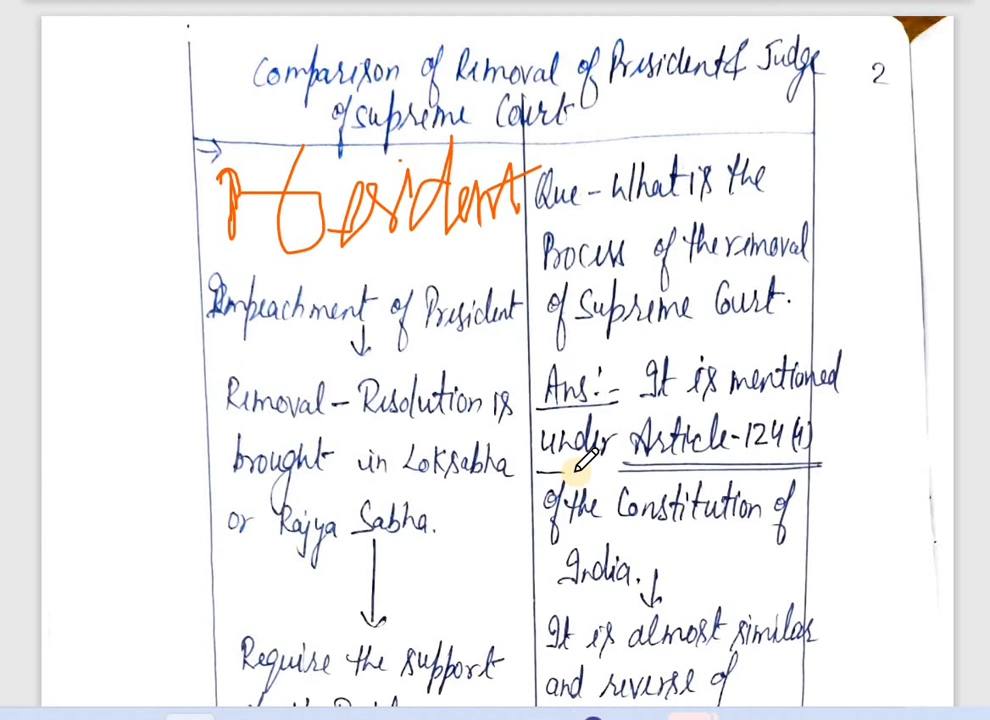 Comparison of Removal of President & Judge
of Supreme Court
2
→
President
Impeachment of President
↓
Removal - Resolution is
brought in Loksabha
or Rajya Sabha.
↓
Require the support
Que - What is the
Process of the removal
of Supreme Court.
Ans:- It is mentioned
under Article-124(4)
of the Constitution of
India. ↓
It is almost similar
and reverse of